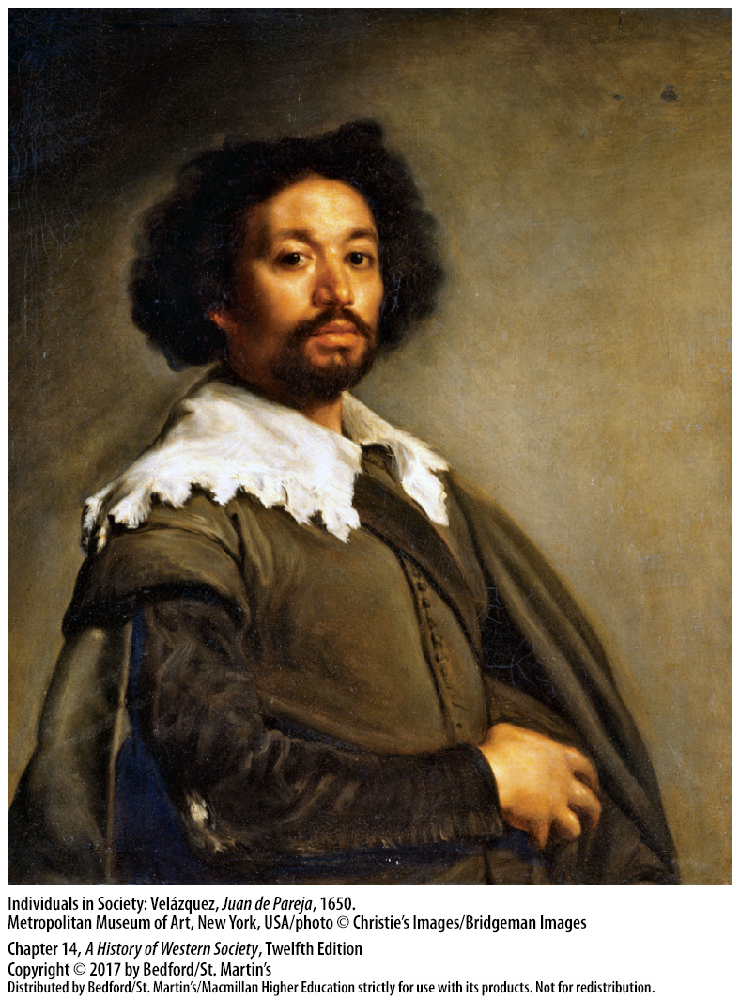 Individuals in Society: Velázquez, Juan de Pareja, 1650.
Metropolitan Museum of Art, New York, USA/photo © Christie's Images/Bridgeman Images
Chapter 14, A History of Western Society, Twelfth Edition
Copyright © 2017 by Bedford/St. Martin's
Distributed by Bedford/St. Martin's/Macmillan Higher Education strictly for use with its products. Not for redistribution.